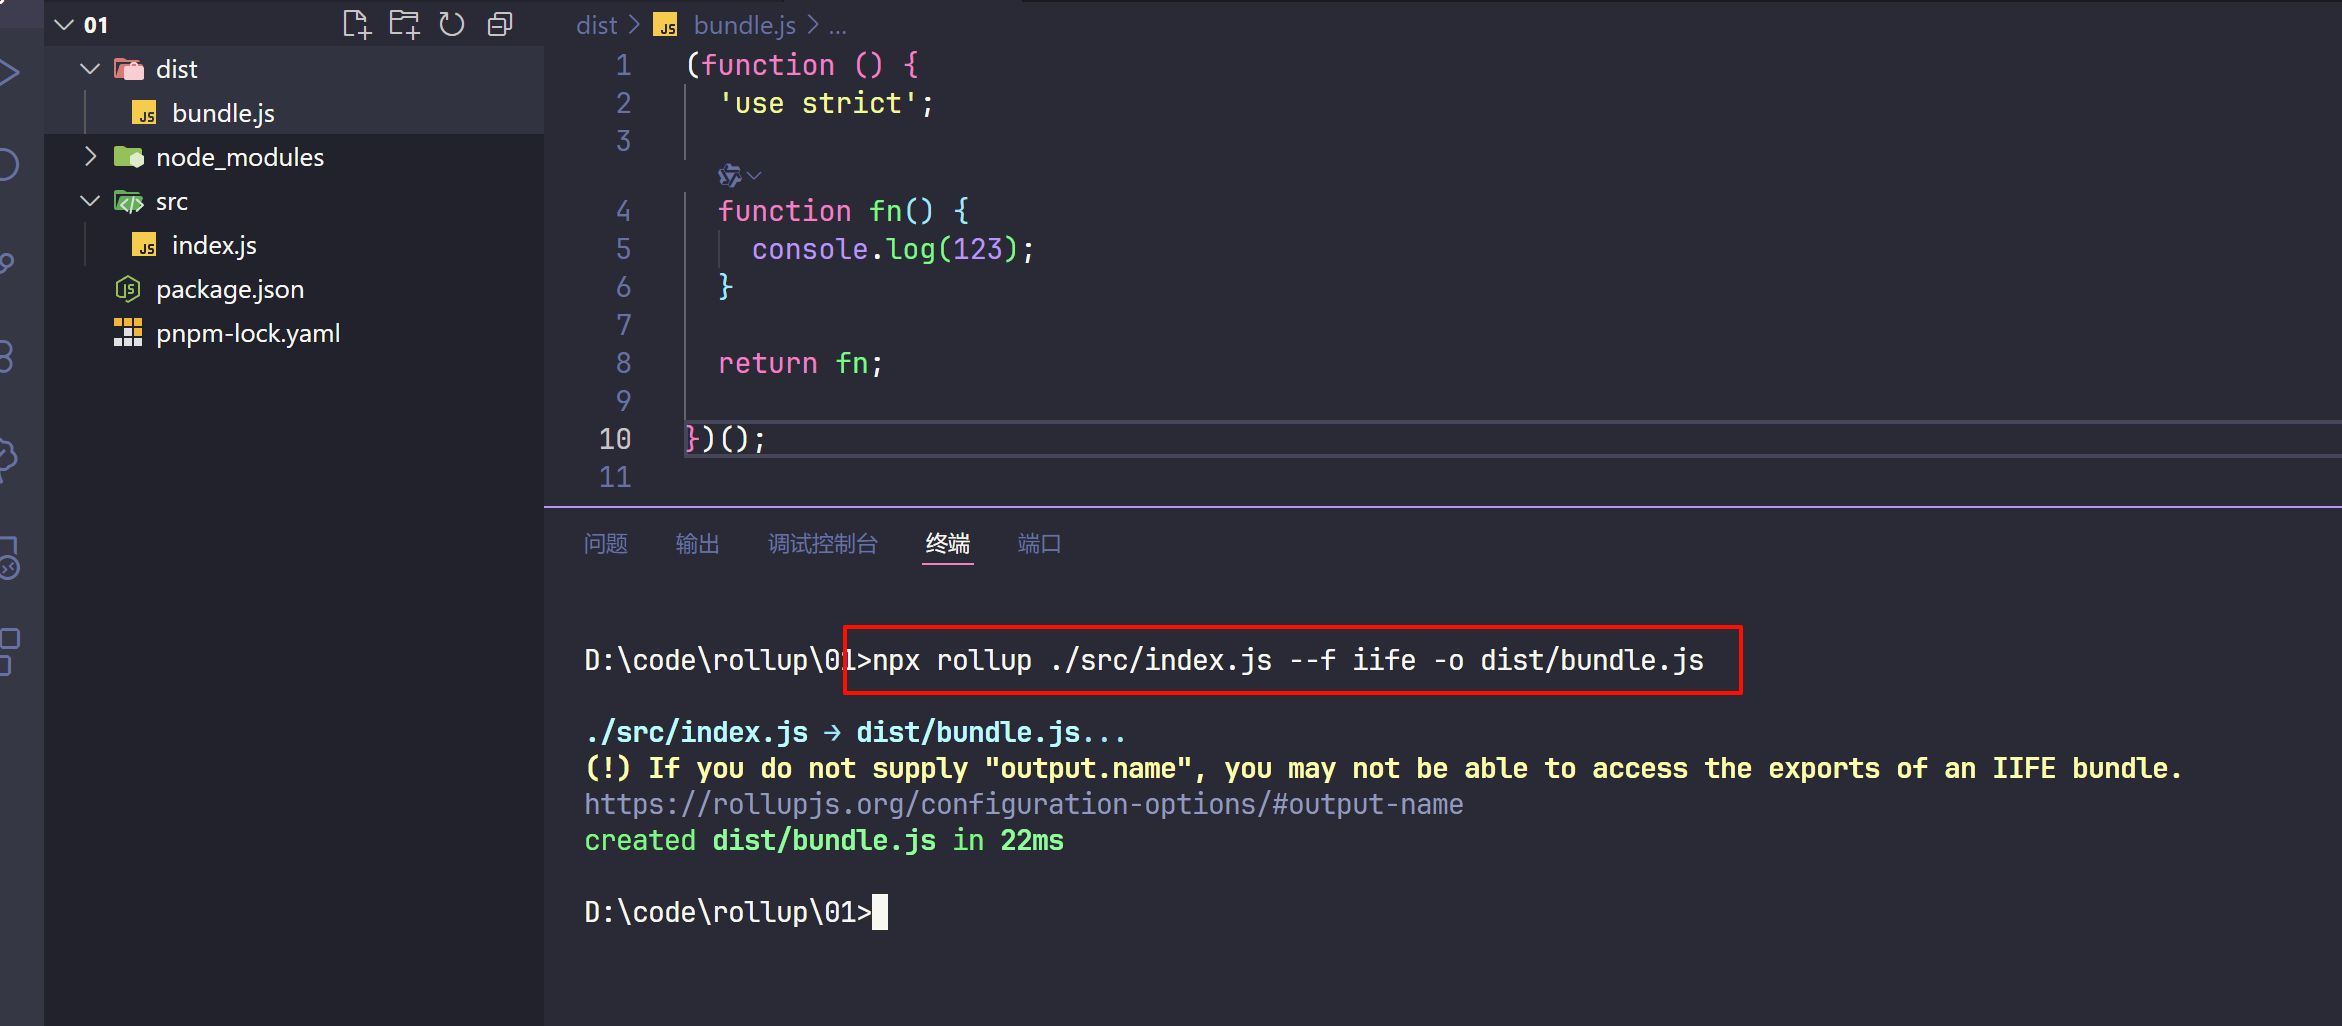 01
dist
bundle.js
node_modules
src
index.js
package.json
pnpm-lock.yaml
dist > JS bundle.js > ...
1 (function () {
2 'use strict';
3
4 function fn() {
5 console.log(123);
6 }
7
8 return fn;
9
10 })();
11
问题 输出 调试控制台 终端 端口
D:\code\rollup\01>npx rollup ./src/index.js --f iife -o dist/bundle.js
./src/index.js → dist/bundle.js...
(!) If you do not supply "output.name", you may not be able to access the exports of an IIFE bundle.
https://rollupjs.org/configuration-options/#output-name
created dist/bundle.js in 22ms
D:\code\rollup\01>